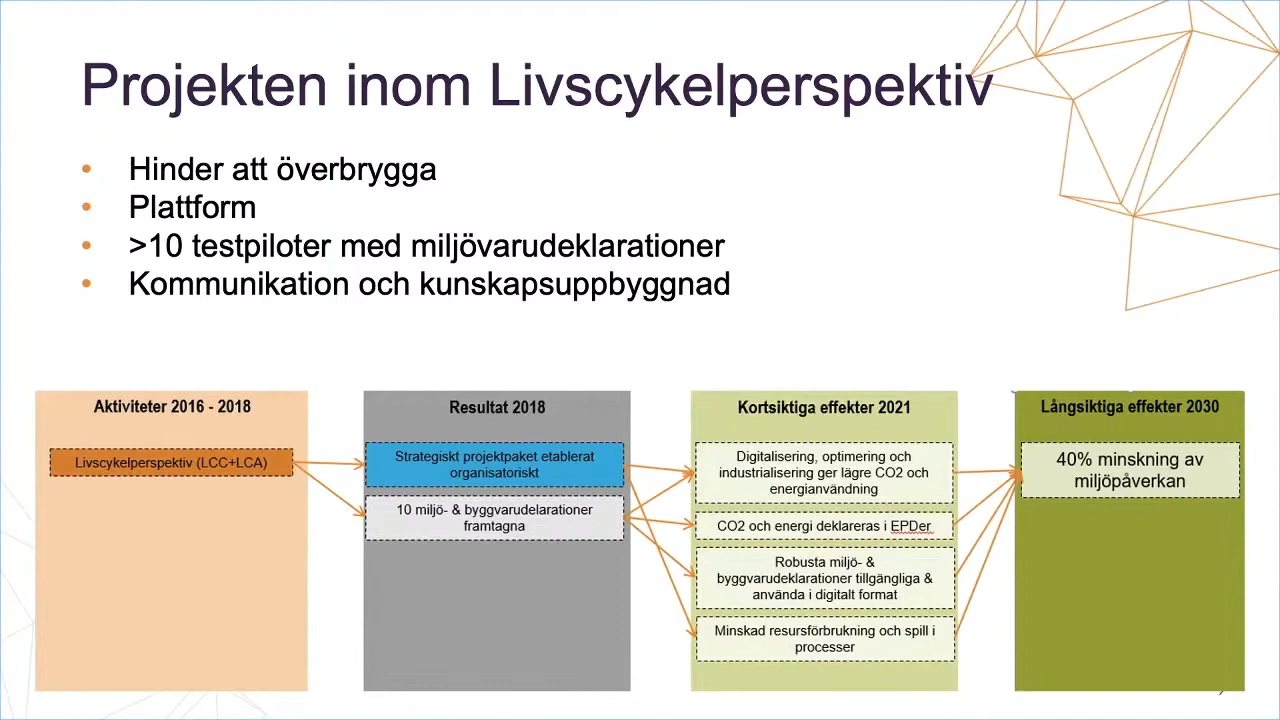 Projekten inom Livscykelperspektiv
• Hinder att överbrygga
• Plattform
• >10 testpiloter med miljövarudeklarationer
• Kommunikation och kunskapsuppbyggnad
Aktiviteter 2016 - 2018
Livscykelperspektiv (LCC+LCA)
Resultat 2018
Strategiskt projektpaket etablerat
organisatoriskt
10 miljö- & byggvarudelarationer
framtagna
Kortsiktiga effekter 2021
Digitalisering, optimering och
industrialisering ger lägre CO2 och
energianvändning
CO2 och energi deklareras i EPDer
Robusta miljö- &
byggvarudeklarationer tillgängliga &
använda i digitalt format
Minskad resursförbrukning och spill i
processer
Långsiktiga effekter 2030
40% minskning av
miljöpåverkan